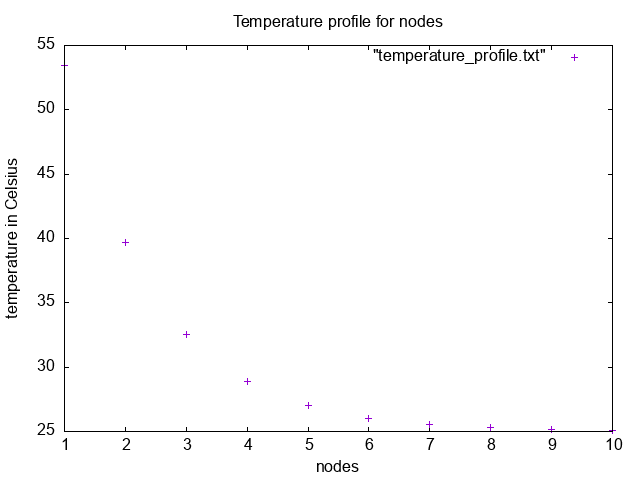 Temperature profile for nodes
"temperature_profile.txt"
55
50
45
40
35
30
25
temperature in Celsius
1 2 3 4 5 6 7 8 9 10
nodes